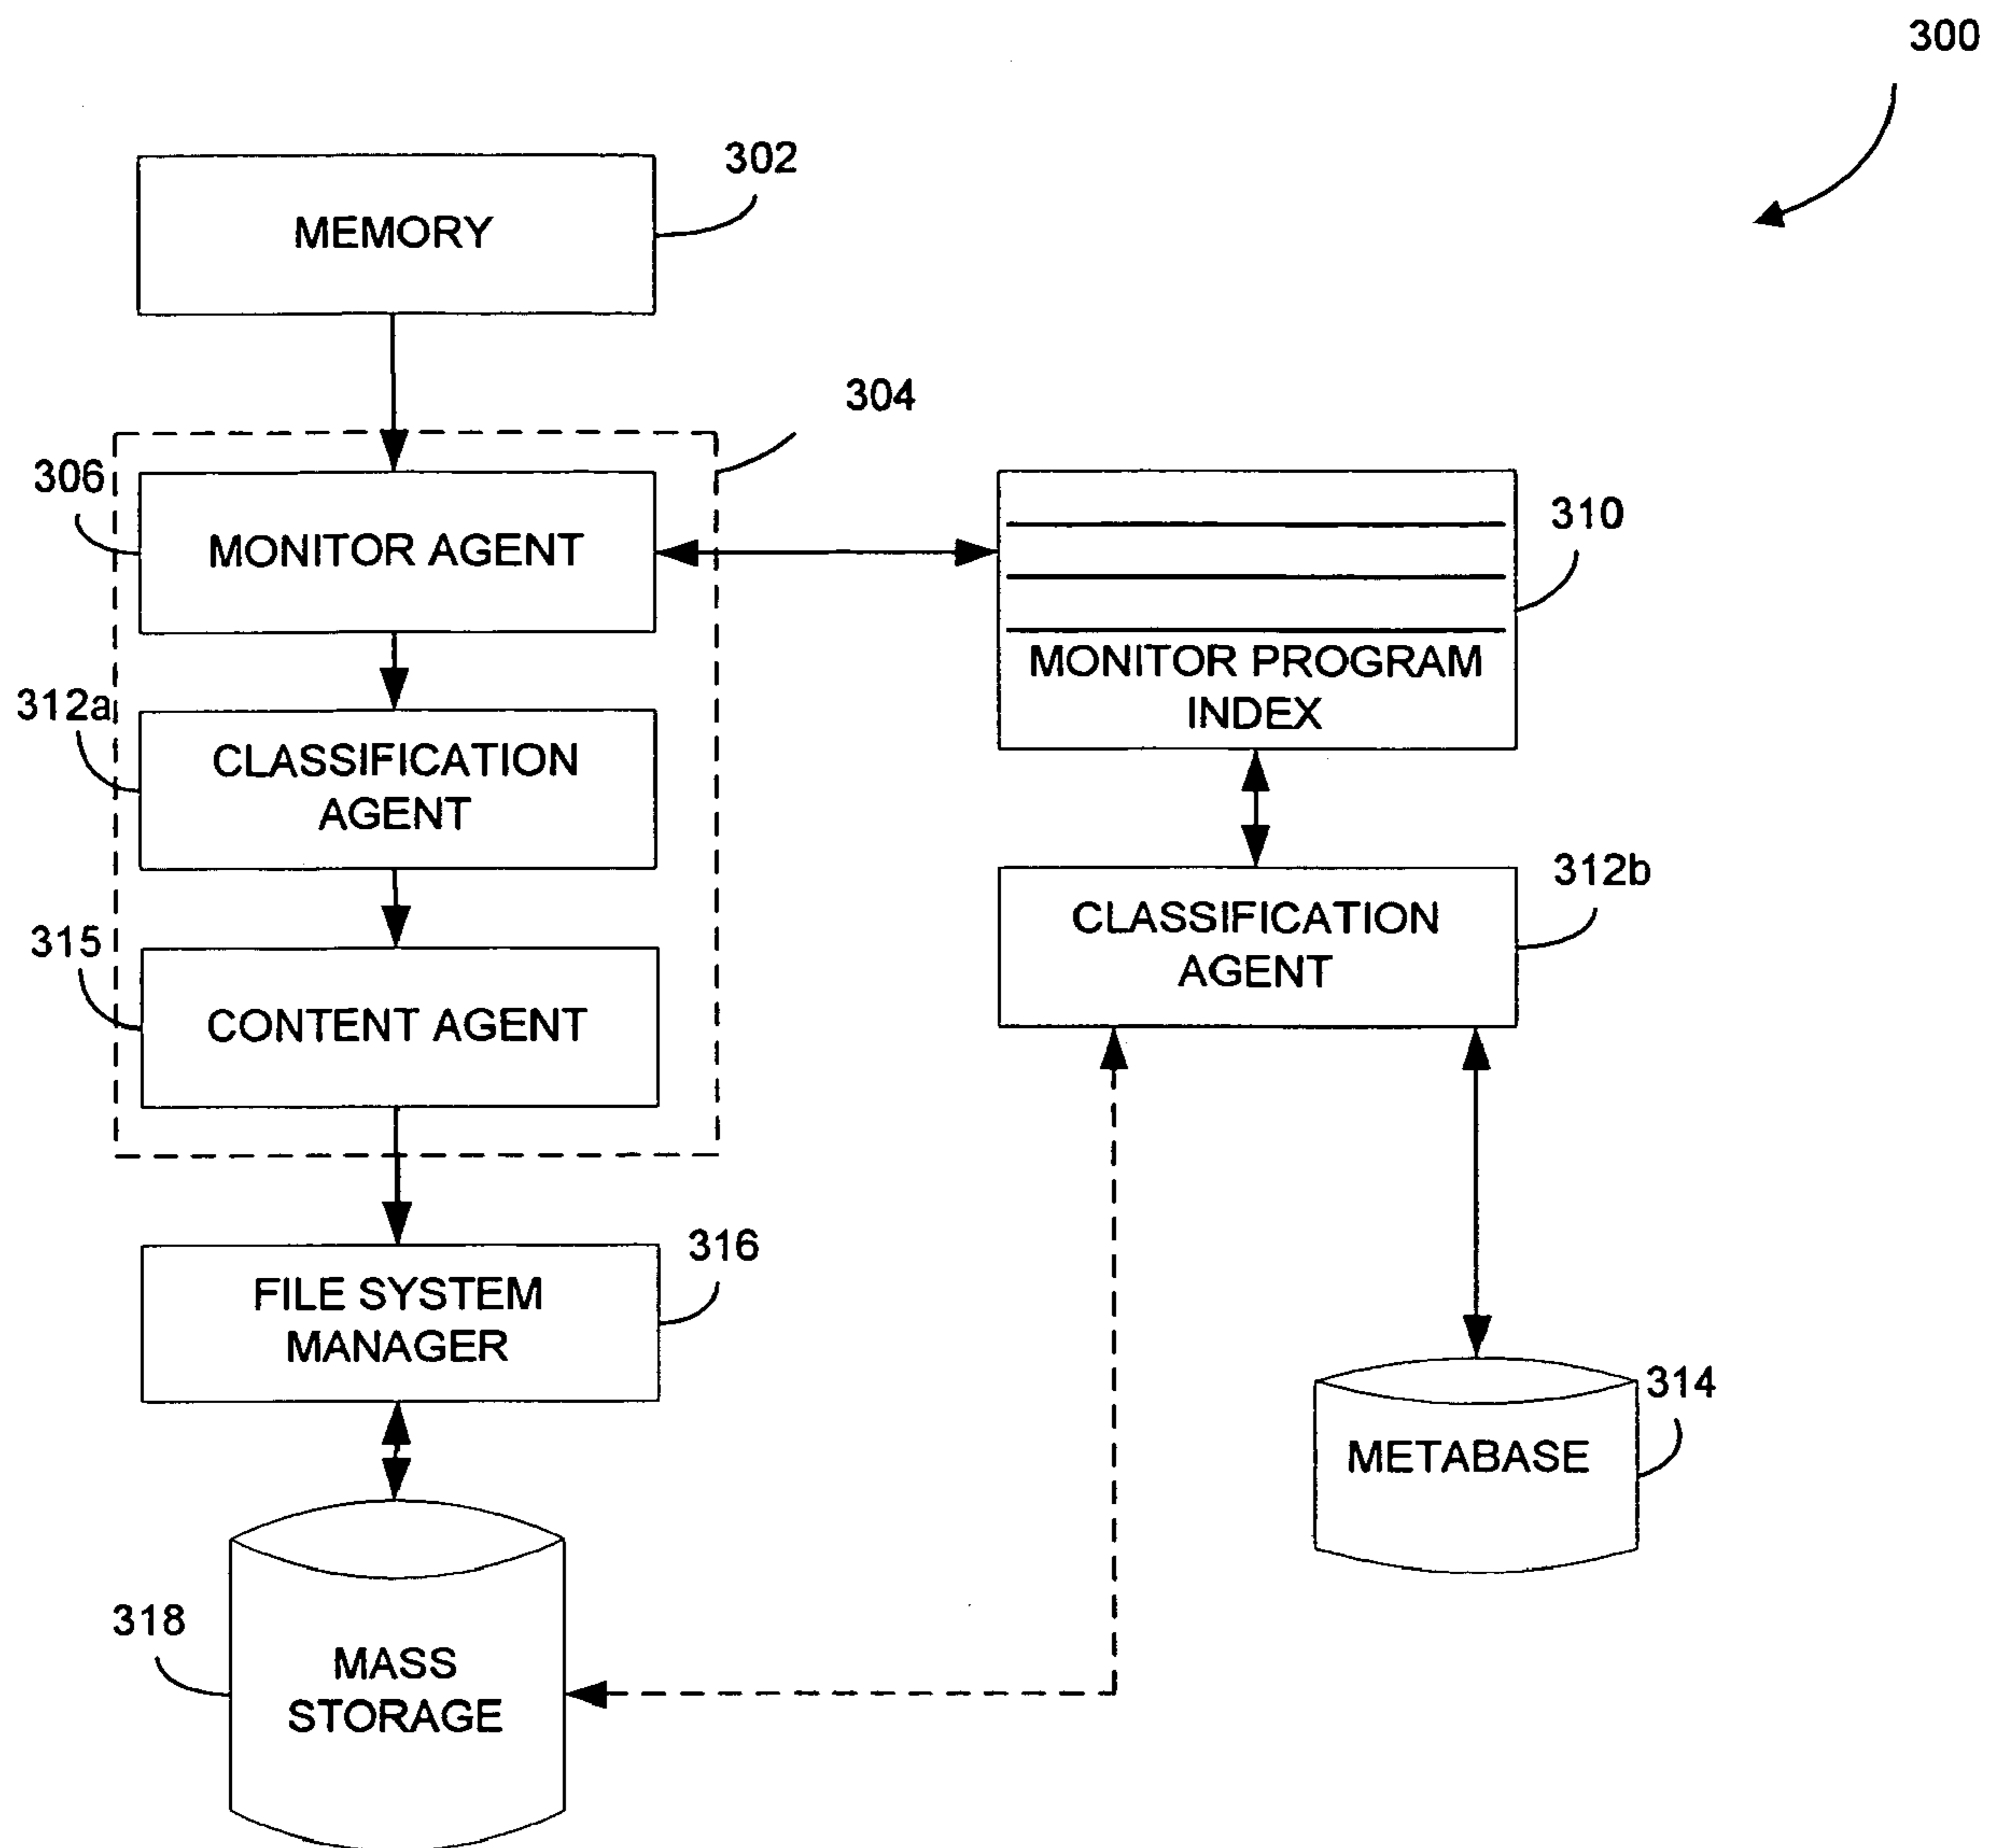 300
302
MEMORY
304
306
MONITOR AGENT
310
MONITOR PROGRAM
INDEX
312a
CLASSIFICATION
AGENT
312b
CLASSIFICATION
AGENT
315
CONTENT AGENT
316
FILE SYSTEM
MANAGER
314
METABASE
318
MASS
STORAGE